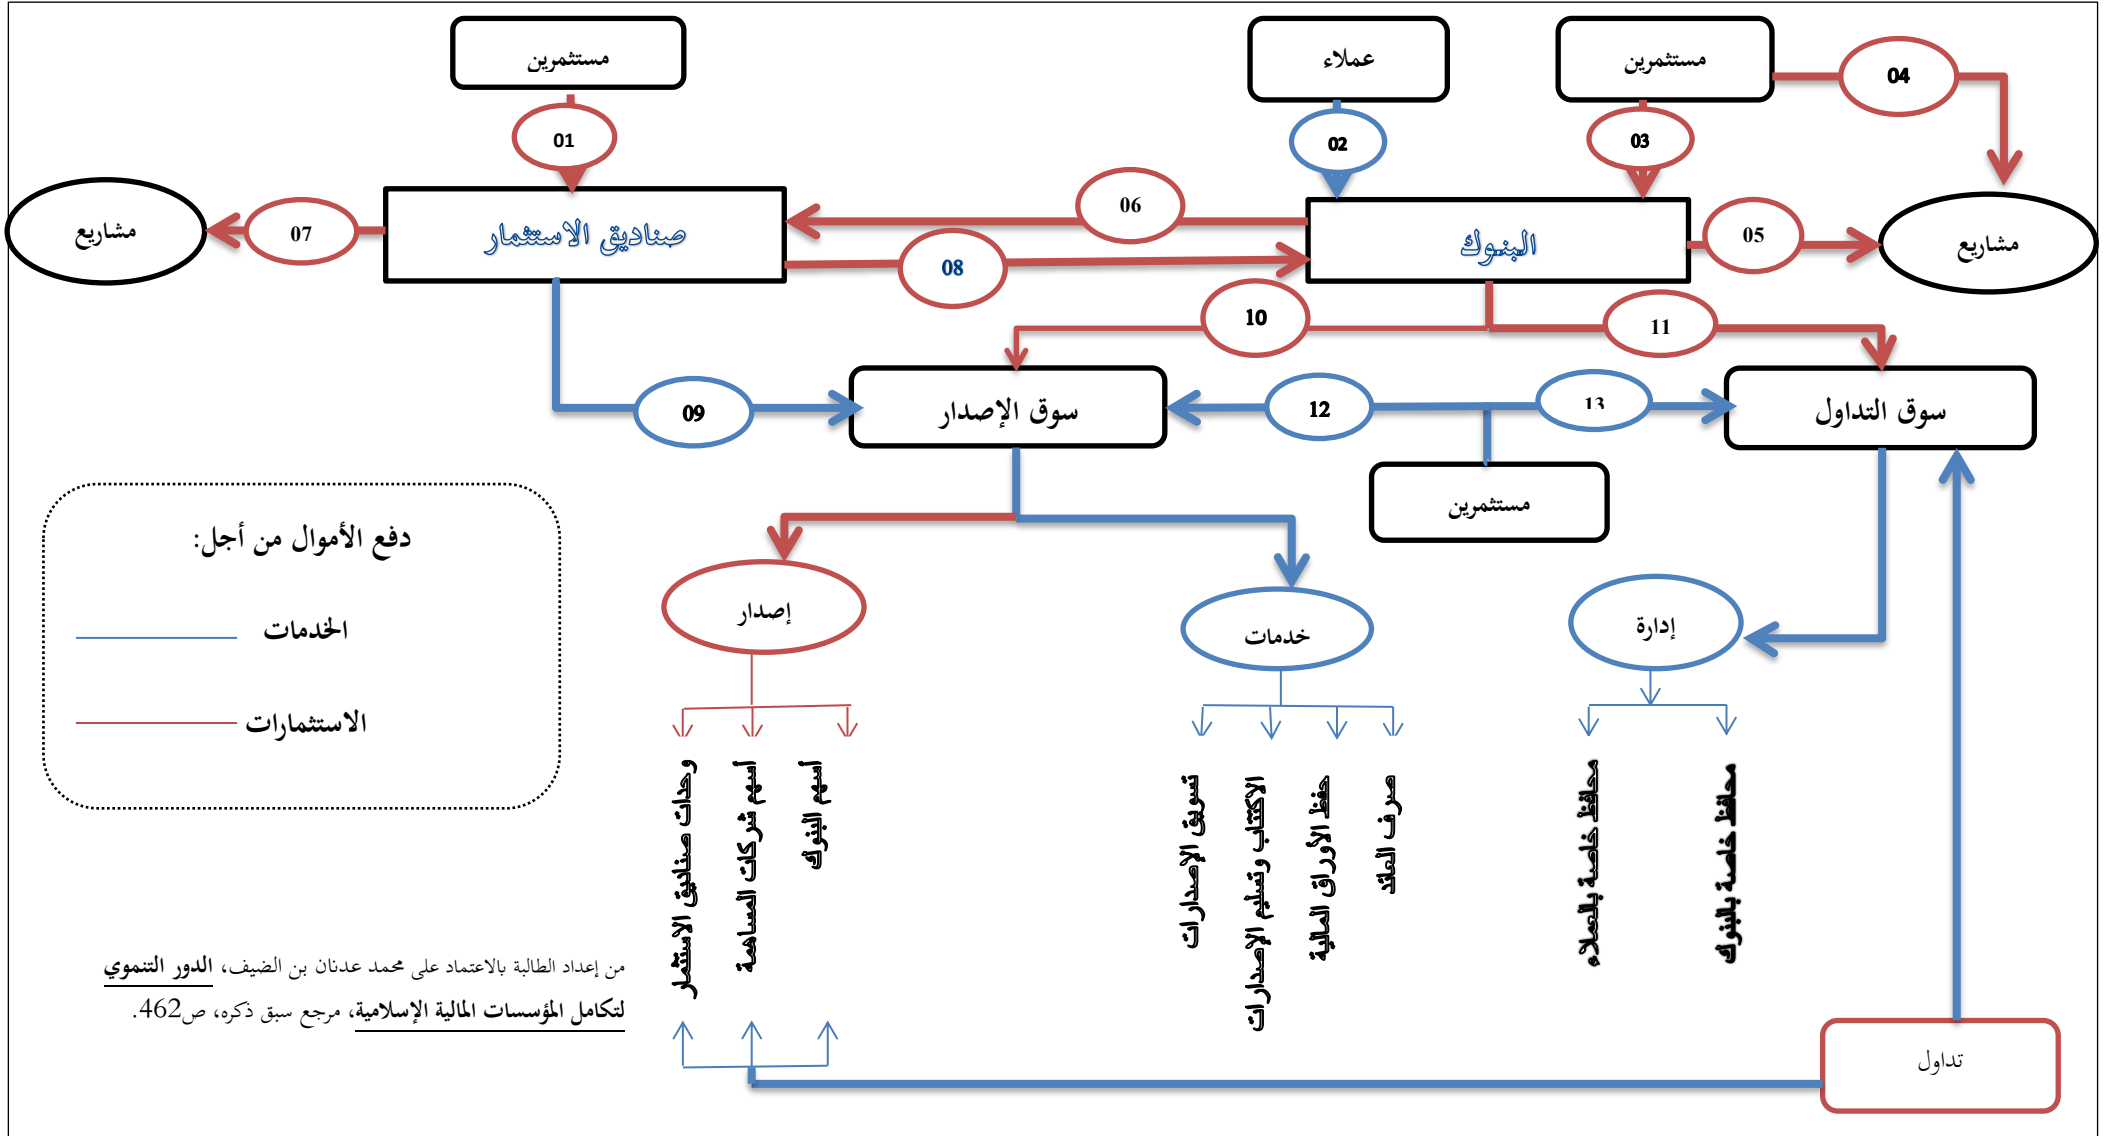 مستثمرين
عملاء
مستثمرين
04
01
02
03
06
مشاريع
05
البنوك
صناديق الاستثمار
07
مشاريع
08
10
11
سوق التداول
13
12
سوق الإصدار
09
مستثمرين
دفع الأموال من أجل:
الخدمات
الاستثمارات
إدارة
خدمات
إصدار
محافظ خاصة بالبنوك
محافظ خاصة بالعملاء
صرف العائد
حفظ الأوراق المالية
الاكتتاب وتسليم الإصدارات
تسويق الإصدارات
أسهم البنوك
أسهم شركات المساهمة
وحدات صناديق الاستثمار
من إعداد الطالبة بالاعتماد على محمد عدنان بن الضيف، الدور التنموي
لتكامل المؤسسات المالية الإسلامية، مرجع سبق ذكره، ص462.
تداول